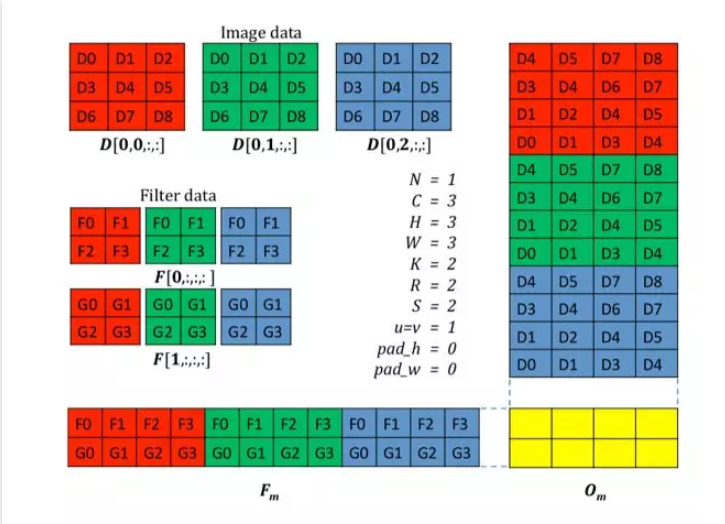 Image data
D0 D1 D2 D0 D1 D2 D0 D1 D2
D3 D4 D5 D3 D4 D5 D3 D4 D5
D6 D7 D8 D6 D7 D8 D6 D7 D8
D[0,0,:,:] D[0,1,:,:] D[0,2,:,:]
Filter data
F0 F1 F0 F1 F0 F1
F2 F3 F2 F3 F2 F3
F[0,:,:,:]
G0 G1 G0 G1 G0 G1
G2 G3 G2 G3 G2 G3
F[1,:,:,:]
N = 1
C = 3
H = 3
W = 3
K = 2
R = 2
S = 2
u=v = 1
pad_h = 0
pad_w = 0
D4 D5 D7 D8
D3 D4 D6 D7
D1 D2 D4 D5
D0 D1 D3 D4
D4 D5 D7 D8
D3 D4 D6 D7
D1 D2 D4 D5
D0 D1 D3 D4
D4 D5 D7 D8
D3 D4 D6 D7
D1 D2 D4 D5
D0 D1 D3 D4
F0 F1 F2 F3 F0 F1 F2 F3 F0 F1 F2 F3
G0 G1 G2 G3 G0 G1 G2 G3 G0 G1 G2 G3
Fm Om